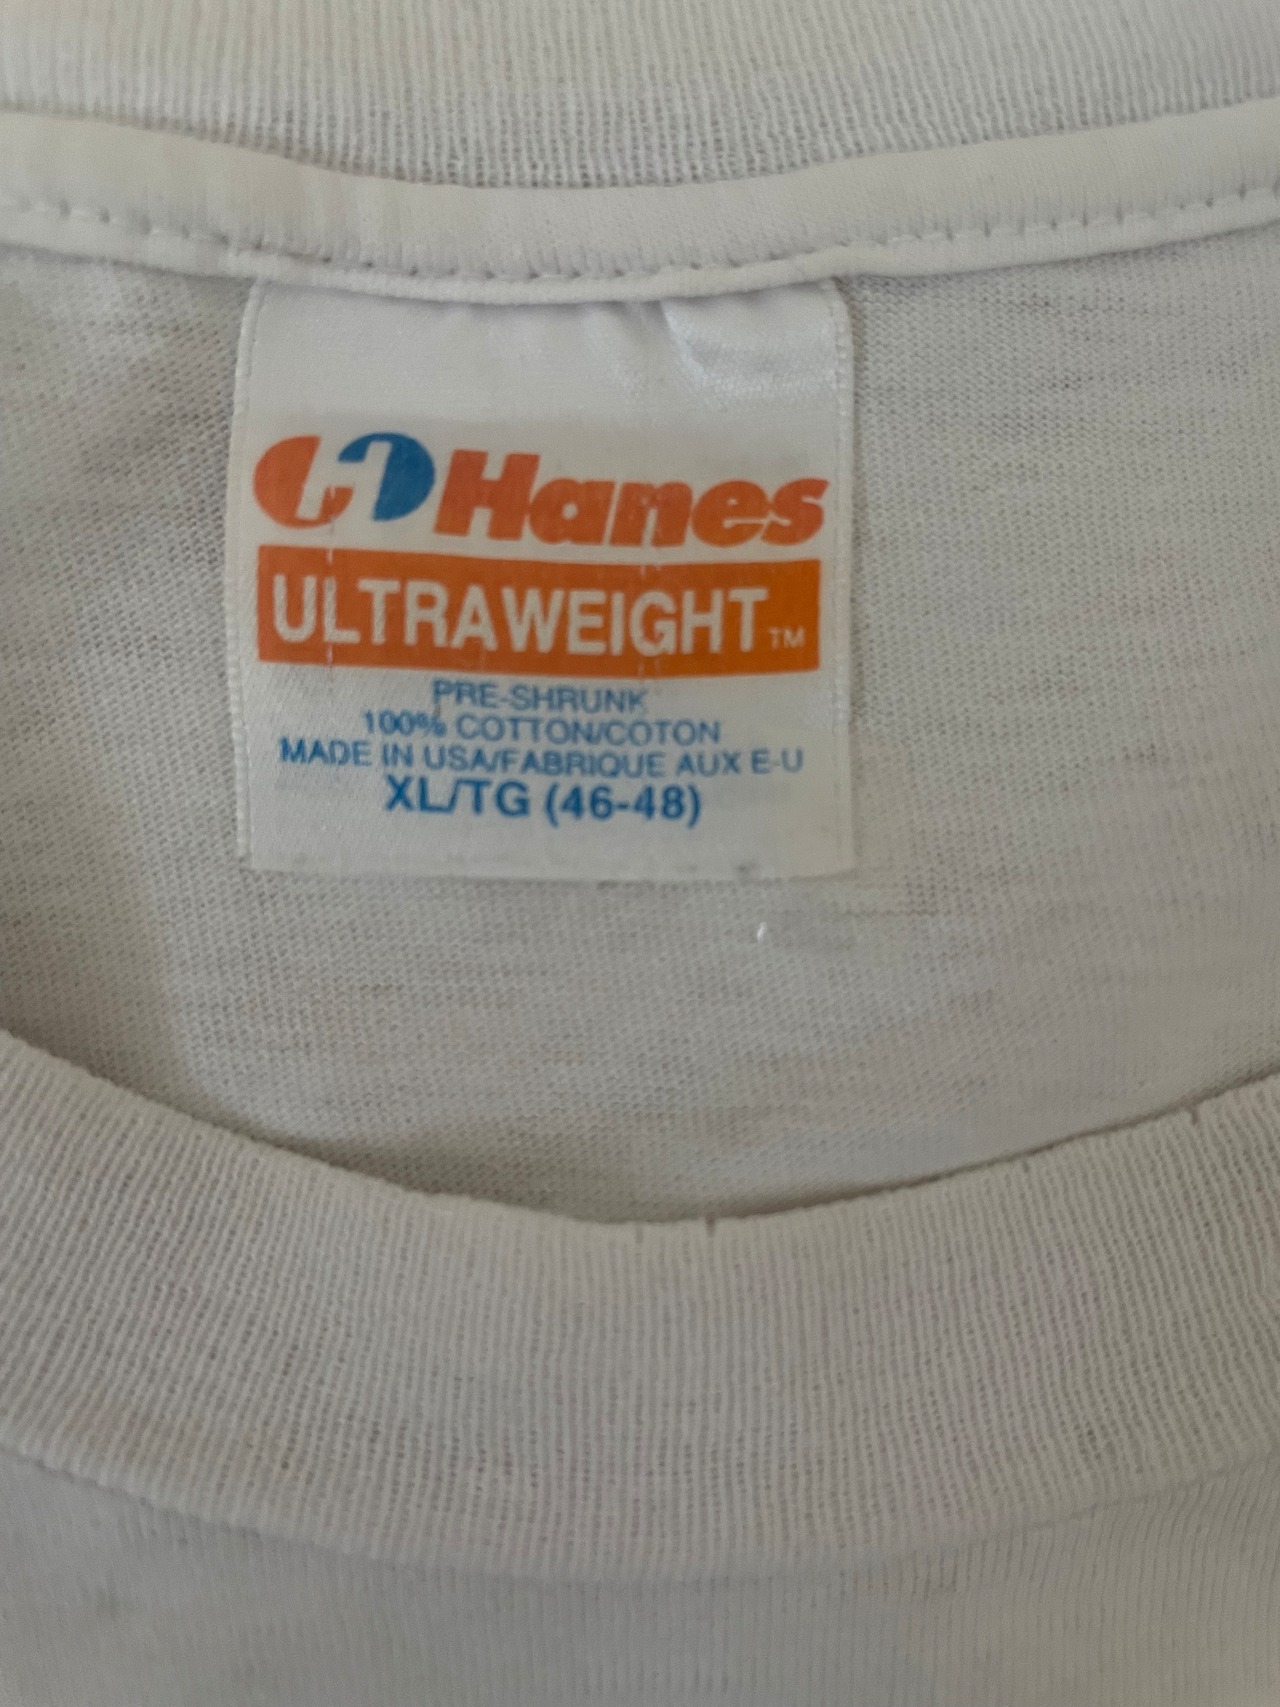 Hanes
ULTRAWEIGHT™
PRE-SHRUNK
100% COTTON/COTON
MADE IN USA/FABRIQUE AUX E-U
XL/TG (46-48)